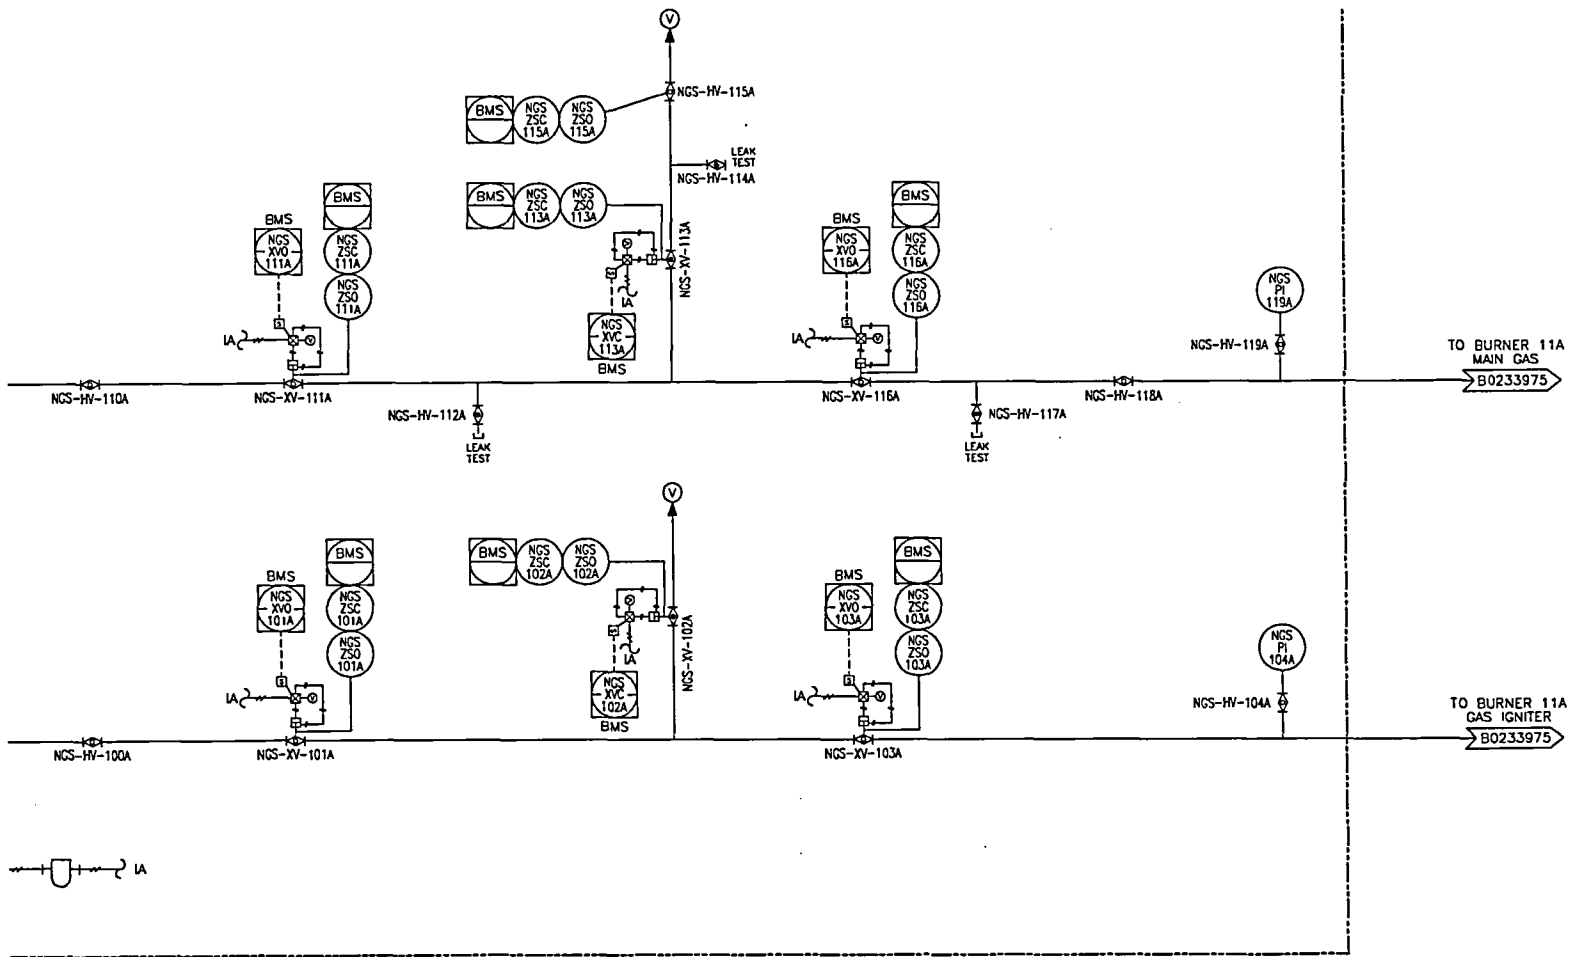 V
NGS-HV-115A
BMS
NGS
ZSC
115A
NGS
ZSO
115A
LEAK
TEST
NGS-HV-114A
BMS
NGS
ZSC
113A
NGS
ZSO
113A
NGS-XV-113A
V
S
IA
NGS
XVC
113A
BMS
BMS
NGS
XVO
111A
BMS
NGS
ZSC
111A
NGS
ZSO
111A
S
IA
V
BMS
NGS
XVO
116A
BMS
NGS
ZSC
116A
NGS
ZSO
116A
S
IA
V
NGS
PI
119A
NGS-HV-119A
TO BURNER 11A
MAIN GAS
B0233975
NGS-HV-110A
NGS-XV-111A
NGS-HV-112A
LEAK
TEST
NGS-XV-116A
NGS-HV-117A
LEAK
TEST
NGS-HV-118A
V
BMS
NGS
ZSC
102A
NGS
ZSO
102A
NGS-XV-102A
V
S
IA
NGS
XVC
102A
BMS
BMS
NGS
XVO
101A
BMS
NGS
ZSC
101A
NGS
ZSO
101A
S
IA
V
BMS
NGS
XVO
103A
BMS
NGS
ZSC
103A
NGS
ZSO
103A
S
IA
V
NGS
PI
104A
NGS-HV-104A
TO BURNER 11A
GAS IGNITER
B0233975
NGS-HV-100A
NGS-XV-101A
NGS-XV-103A
IA